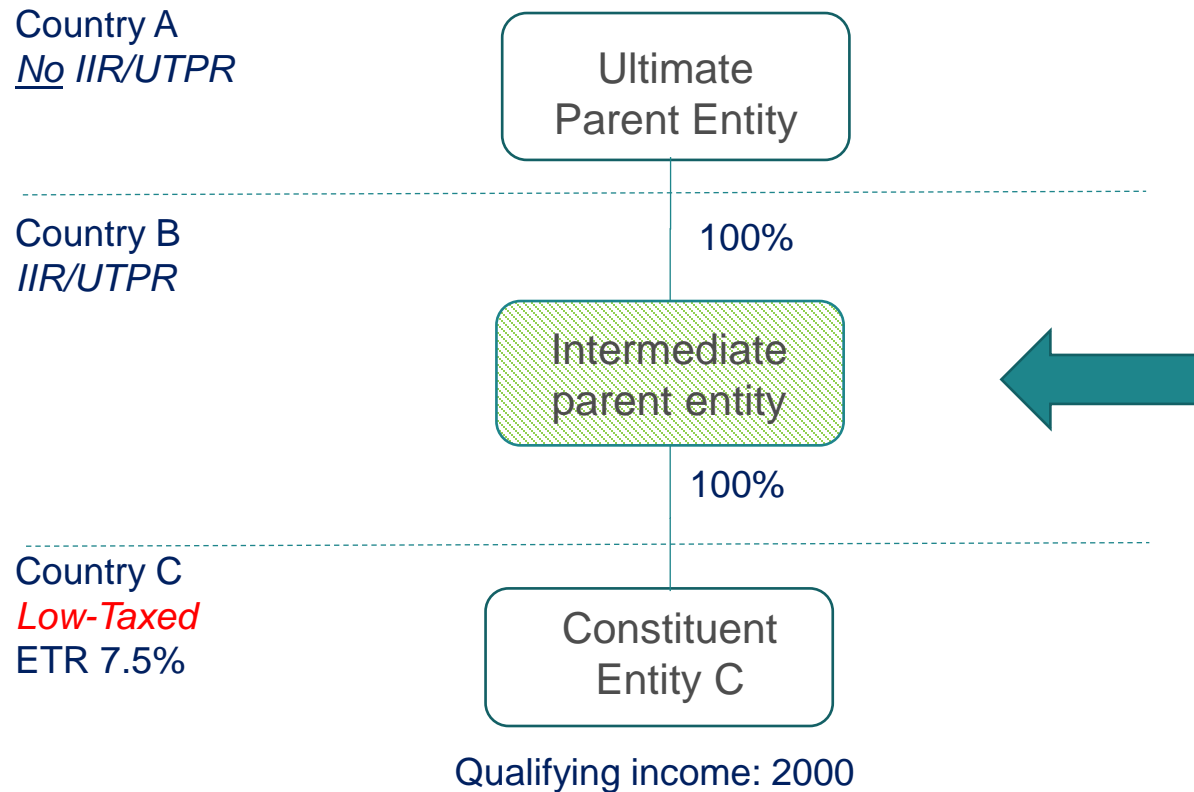 Country A
No IIR/UTPR
Ultimate
Parent Entity
Country B
IIR/UTPR
100%
Intermediate
parent entity
100%
Country C
Low-Taxed
ETR 7.5%
Constituent
Entity C
Qualifying income: 2000